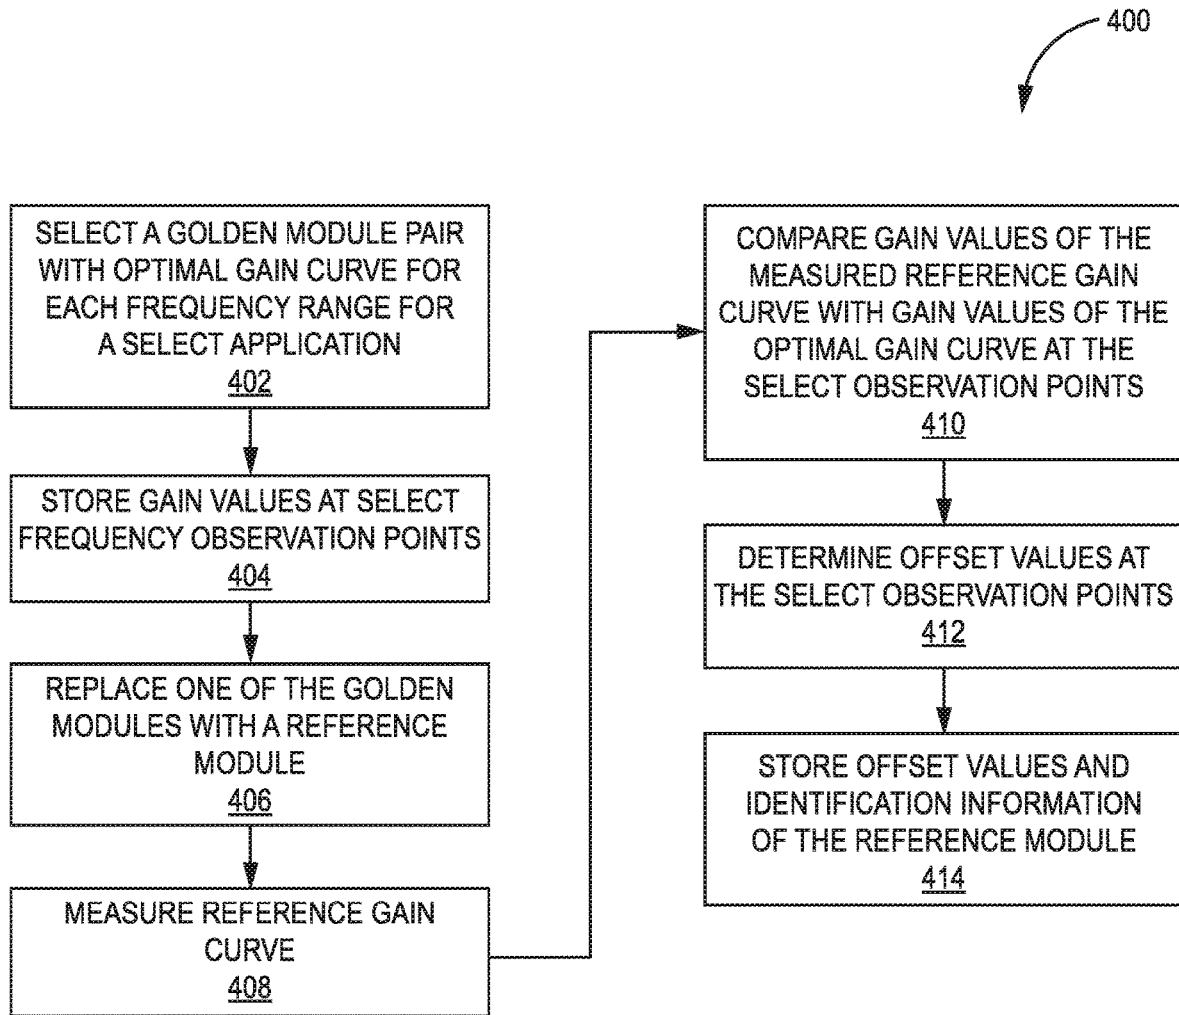 400
SELECT A GOLDEN MODULE PAIR
WITH OPTIMAL GAIN CURVE FOR
EACH FREQUENCY RANGE FOR
A SELECT APPLICATION
402
STORE GAIN VALUES AT SELECT
FREQUENCY OBSERVATION POINTS
404
REPLACE ONE OF THE GOLDEN
MODULES WITH A REFERENCE
MODULE
406
MEASURE REFERENCE GAIN
CURVE
408
COMPARE GAIN VALUES OF THE
MEASURED REFERENCE GAIN
CURVE WITH GAIN VALUES OF THE
OPTIMAL GAIN CURVE AT THE
SELECT OBSERVATION POINTS
410
DETERMINE OFFSET VALUES AT
THE SELECT OBSERVATION POINTS
412
STORE OFFSET VALUES AND
IDENTIFICATION INFORMATION
OF THE REFERENCE MODULE
414